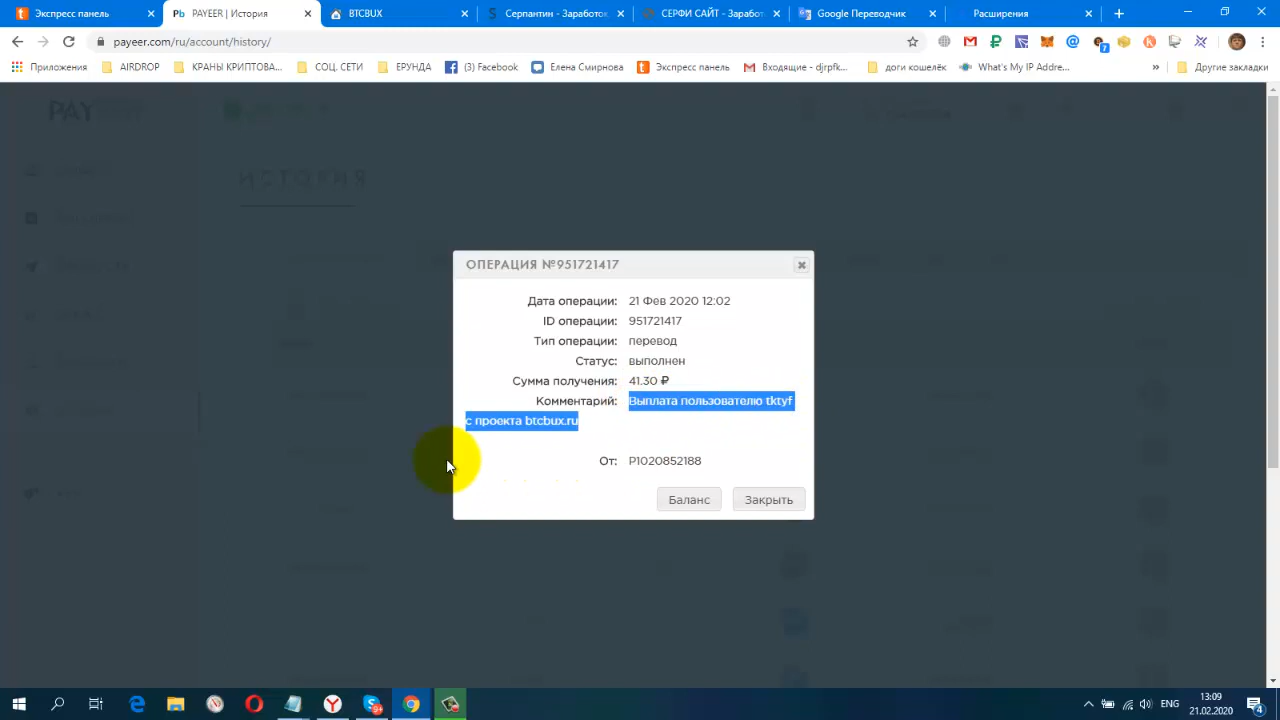 Экспресс панель
PAYEER | История
BTCBUX
Серпантин - Заработок
СЕРФИ САЙТ - Заработ
Google Переводчик
Расширения
payeer.com/ru/account/history/
7
Приложения
AIRDROP
КРАНЫ КРИПТОВА...
СОЦ. СЕТИ
ЕРУНДА
(3) Facebook
Елена Смирнова
Экспресс панель
Входящие - djrpfk...
доги кошелёк
What's My IP Addre...
»
Другие закладки
PAY
ИСТОРИЯ
ОПЕРАЦИЯ №951721417
Дата операции: 21 Фев 2020 12:02
ID операции: 951721417
Тип операции: перевод
Статус: выполнен
Сумма получения: 41.30 ₽
Комментарий: Выплата пользователю tktyf
с проекта btcbux.ru
От: P1020852188
Баланс
Закрыть
ENG
13:09
21.02.2020
4